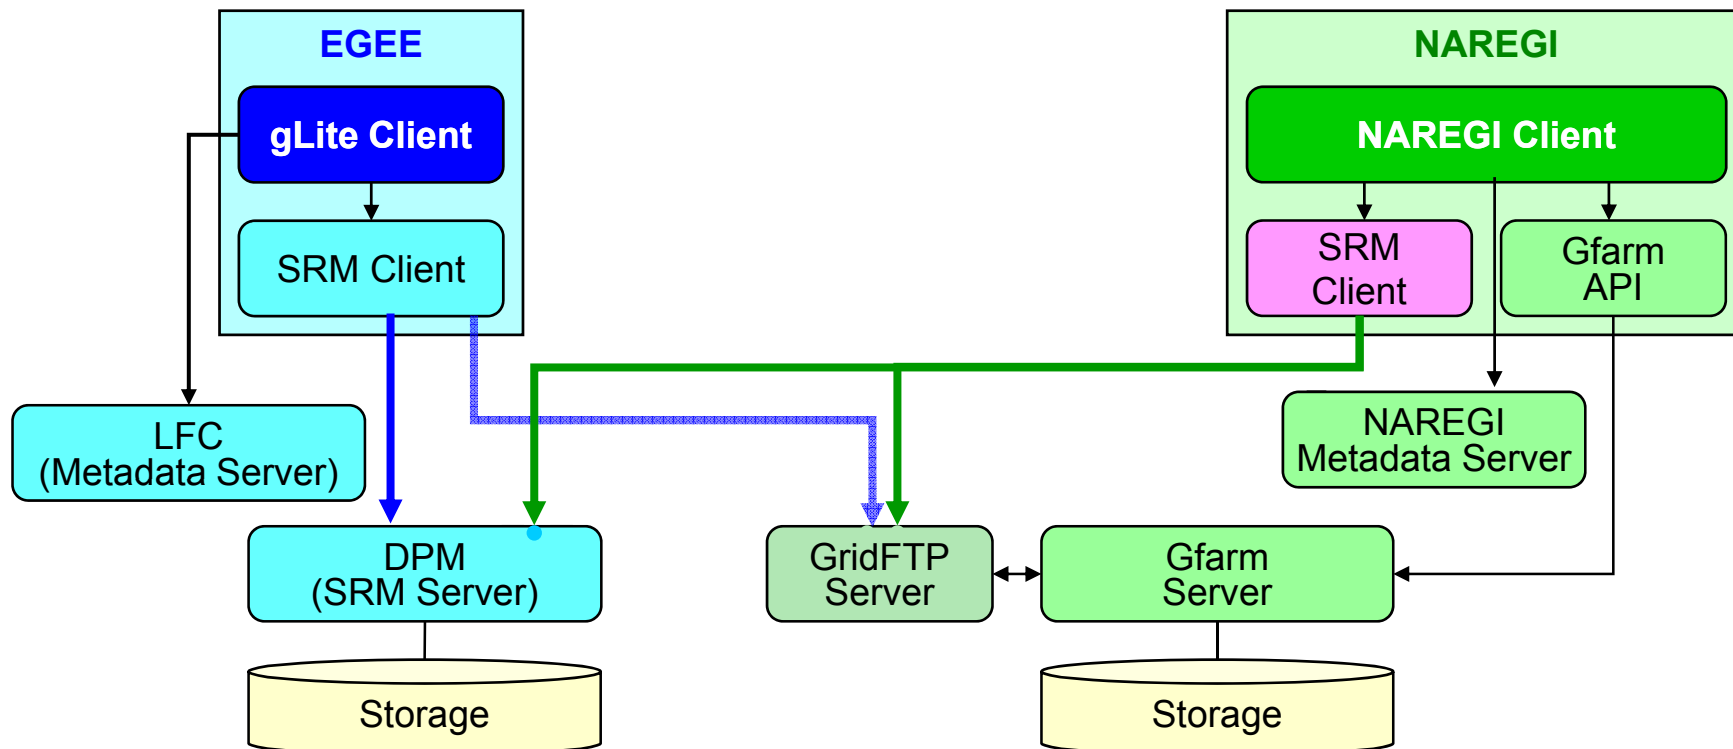 EGEE
NAREGI
gLite Client
NAREGI Client
SRM Client
SRM
Client
Gfarm
API
LFC
(Metadata Server)
NAREGI
Metadata Server
DPM
(SRM Server)
GridFTP
Server
Gfarm
Server
Storage
Storage